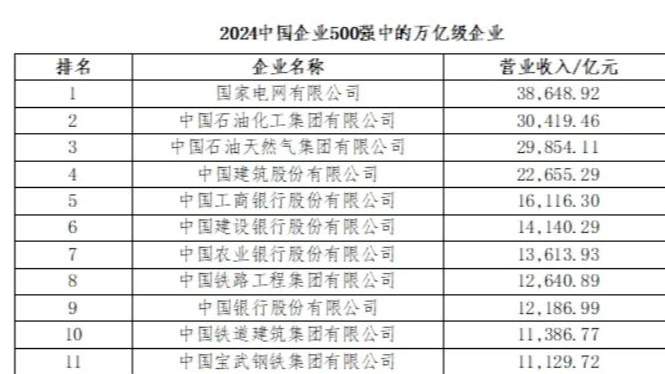 2024中国企业500强中的万亿级企业
排名 企业名称 营业收入/亿元
1 国家电网有限公司 38,648.92
2 中国石油化工集团有限公司 30,419.46
3 中国石油天然气集团有限公司 29,854.11
4 中国建筑股份有限公司 22,655.29
5 中国工商银行股份有限公司 16,116.30
6 中国建设银行股份有限公司 14,140.29
7 中国农业银行股份有限公司 13,613.93
8 中国铁路工程集团有限公司 12,640.89
9 中国银行股份有限公司 12,186.99
10 中国铁道建筑集团有限公司 11,386.77
11 中国宝武钢铁集团有限公司 11,129.72